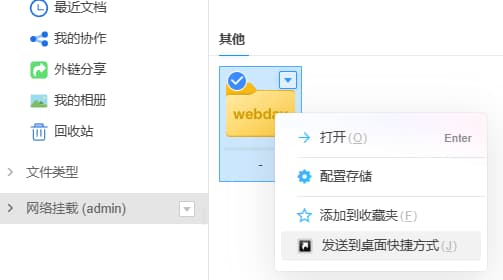 最近文档
我的协作
外链分享
我的相册
回收站
文件类型
网络挂载 (admin)
其他
webdav
-
打开(O) Enter
配置存储
添加到收藏夹(F)
发送到桌面快捷方式(J)